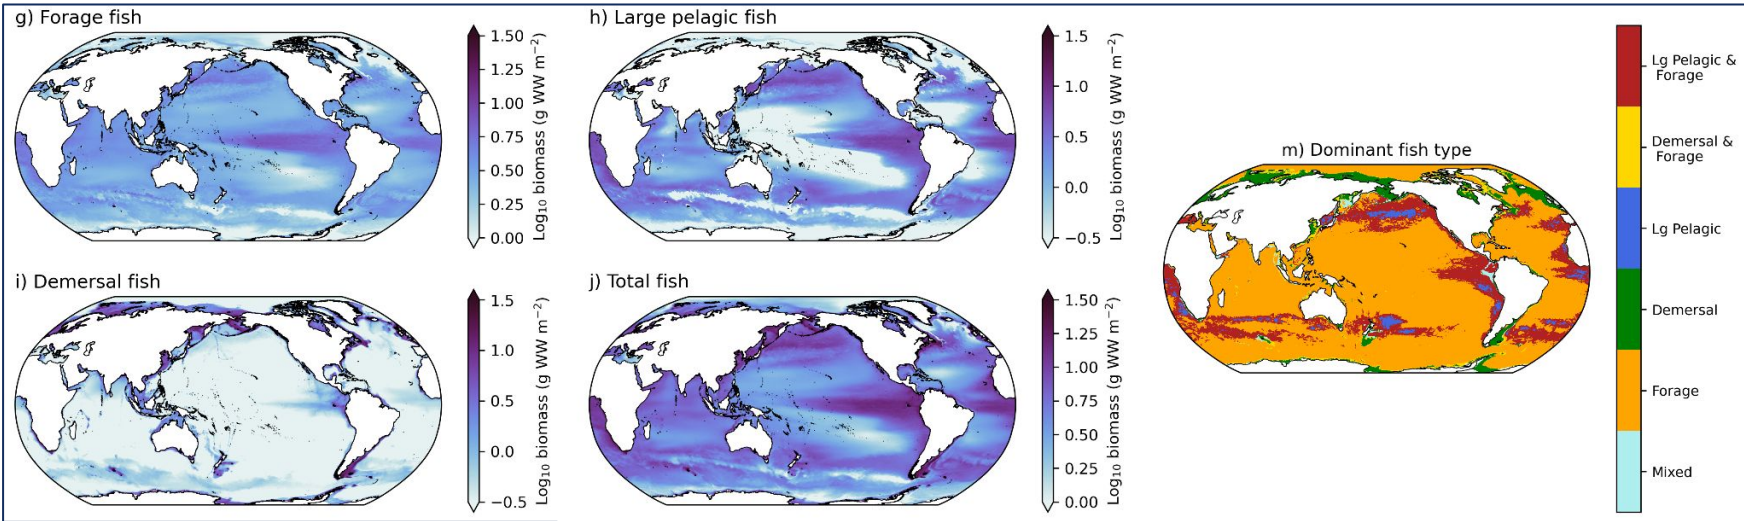 g) Forage fish
1.50
1.25
1.00
0.75
0.50
0.25
0.00
Log₁₀ biomass (g WW m⁻²)
h) Large pelagic fish
1.5
1.0
0.5
0.0
−0.5
Log₁₀ biomass (g WW m⁻²)
i) Demersal fish
1.5
1.0
0.5
0.0
−0.5
Log₁₀ biomass (g WW m⁻²)
j) Total fish
1.50
1.25
1.00
0.75
0.50
0.25
0.00
Log₁₀ biomass (g WW m⁻²)
m) Dominant fish type
Lg Pelagic &
Forage
Demersal &
Forage
Lg Pelagic
Demersal
Forage
Mixed